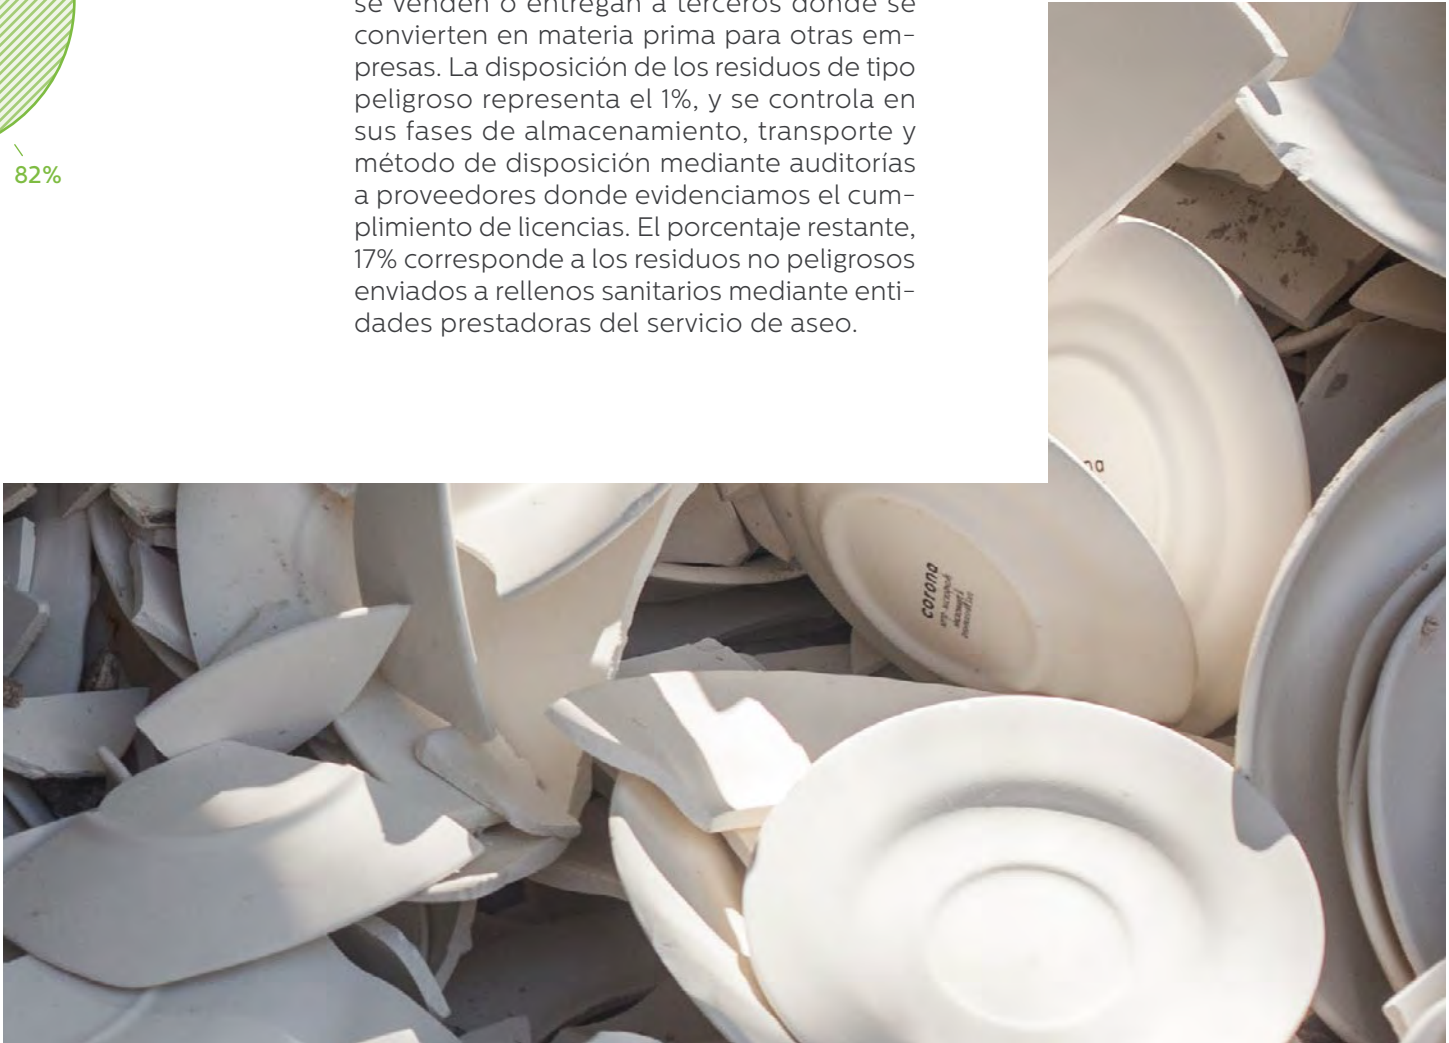 se venden o entregan a terceros donde se
convierten en materia prima para otras em-
presas. La disposición de los residuos de tipo
peligroso representa el 1%, y se controla en
sus fases de almacenamiento, transporte y
método de disposición mediante auditorías
a proveedores donde evidenciamos el cum-
plimiento de licencias. El porcentaje restante,
17% corresponde a los residuos no peligrosos
enviados a rellenos sanitarios mediante enti-
dades prestadoras del servicio de aseo.
82%
na
corona